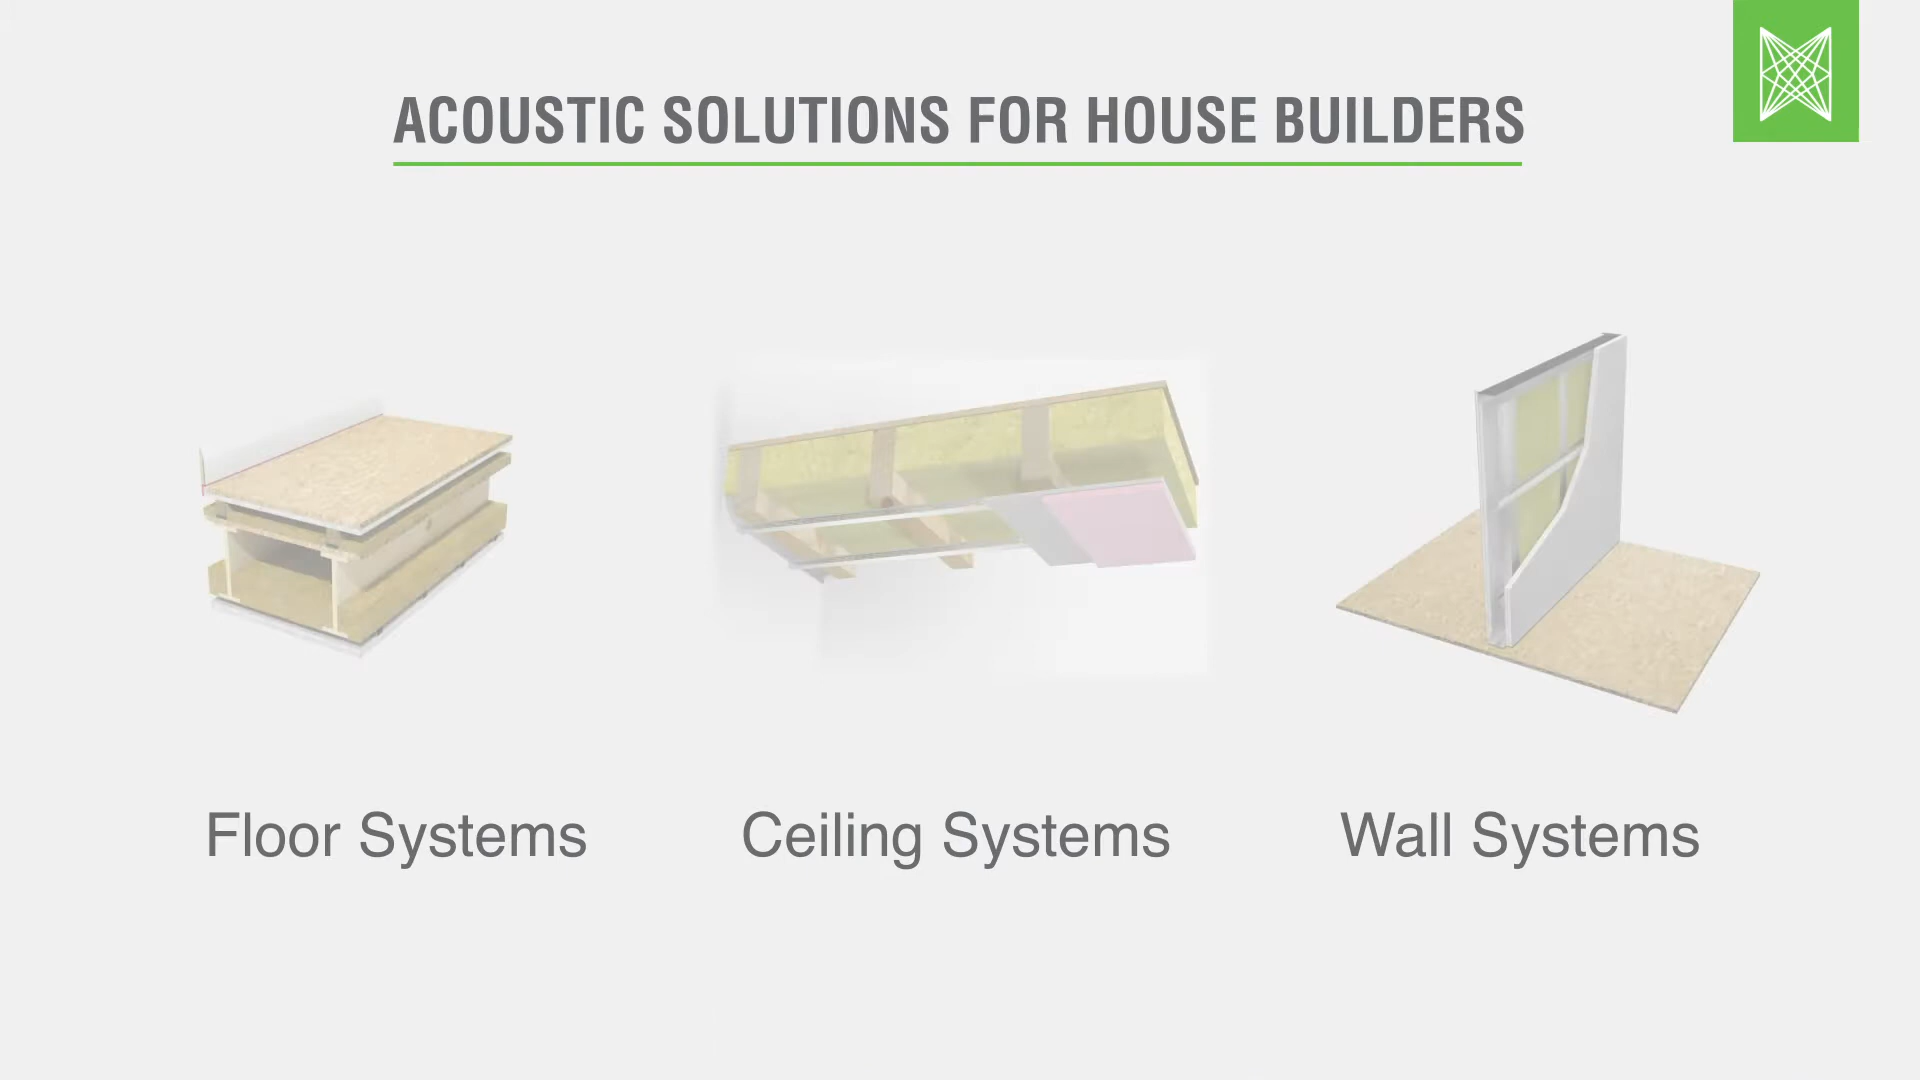 ACOUSTIC SOLUTIONS FOR HOUSE BUILDERS
Floor Systems
Ceiling Systems
Wall Systems